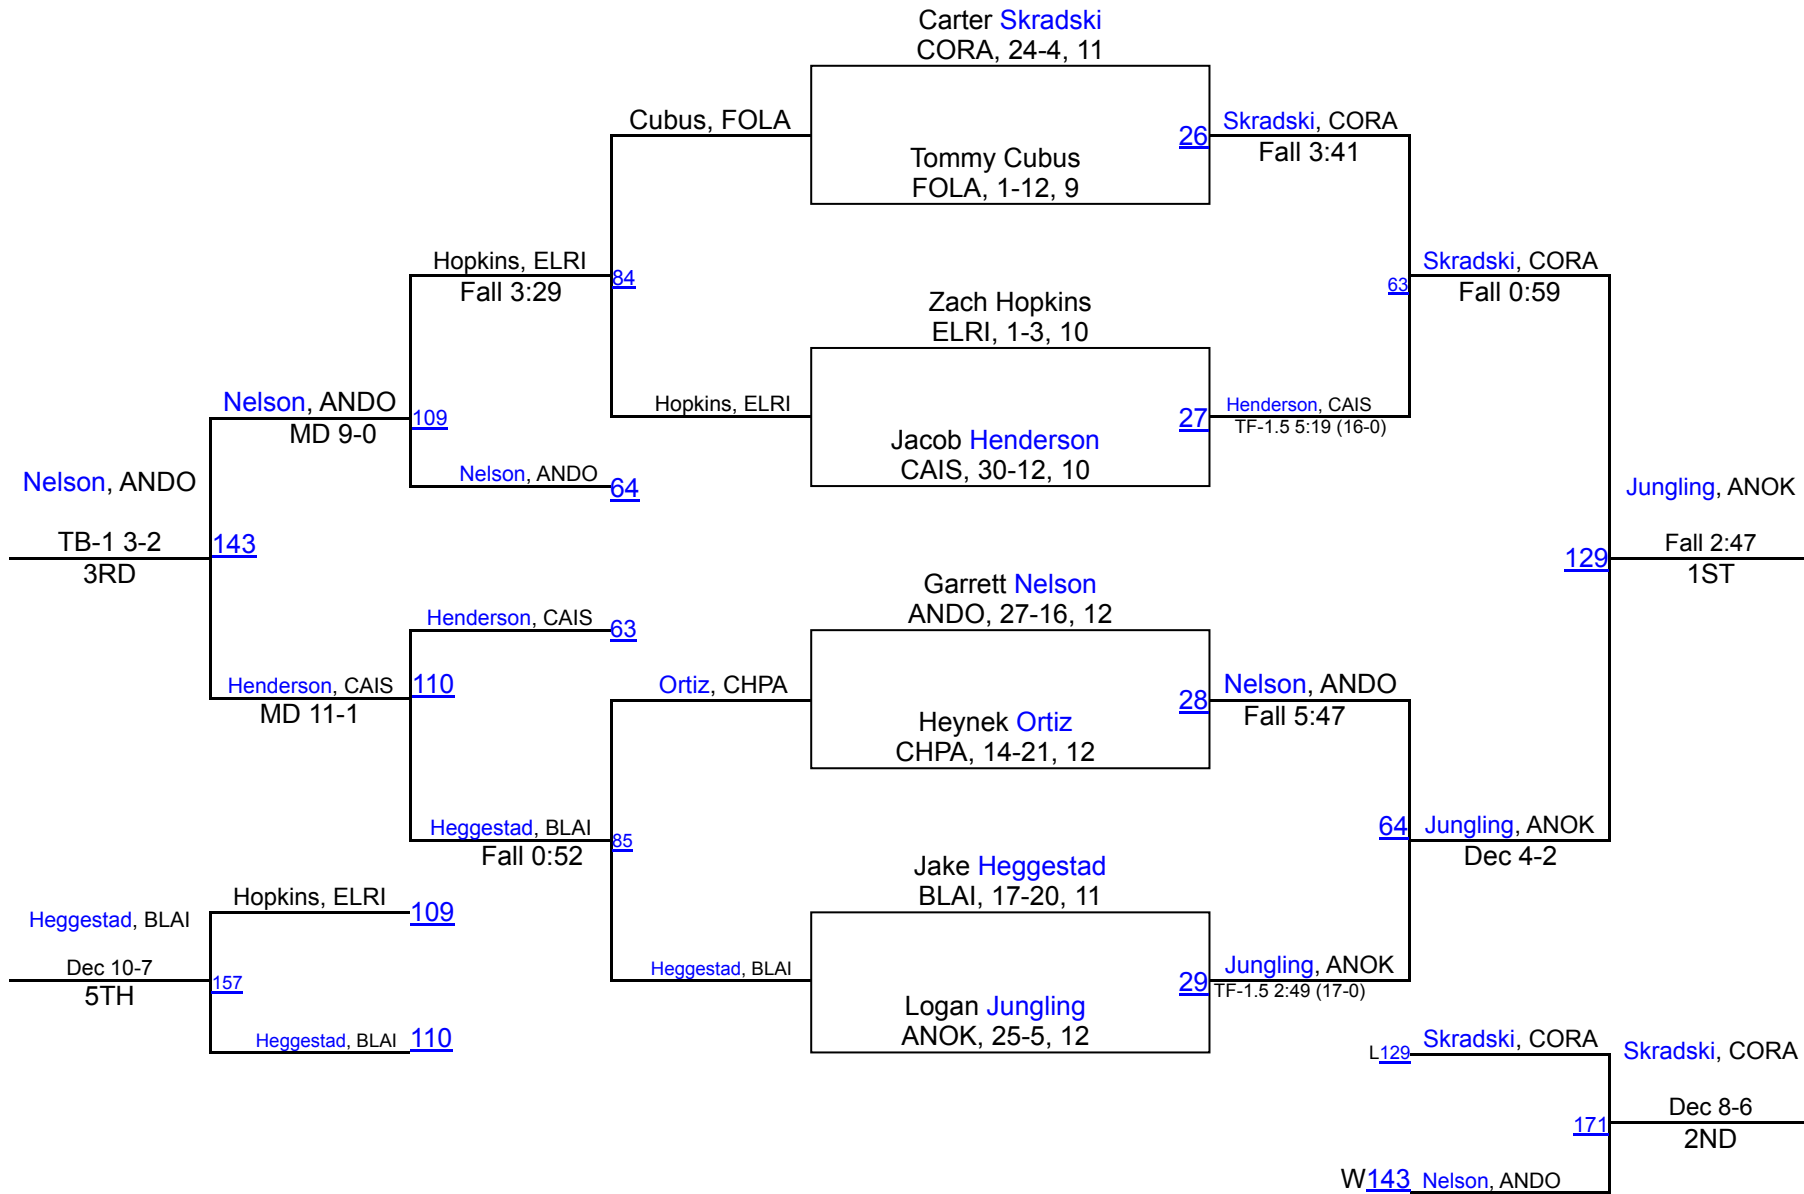 Carter Skradski
CORA, 24-4, 11
Cubus, FOLA
26
Skradski, CORA
Fall 3:41
Tommy Cubus
FOLA, 1-12, 9
Hopkins, ELRI
Fall 3:29
84
Zach Hopkins
ELRI, 1-3, 10
63
Skradski, CORA
Fall 0:59
Nelson, ANDO
MD 9-0
109
Hopkins, ELRI
27
Henderson, CAIS
TF-1.5 5:19 (16-0)
Jacob Henderson
CAIS, 30-12, 10
Nelson, ANDO
64
Nelson, ANDO
TB-1 3-2
3RD
143
Jungling, ANOK
Fall 2:47
1ST
129
Garrett Nelson
ANDO, 27-16, 12
Henderson, CAIS
63
Henderson, CAIS
MD 11-1
110
Ortiz, CHPA
28
Nelson, ANDO
Fall 5:47
Heynek Ortiz
CHPA, 14-21, 12
Heggestad, BLAI
Fall 0:52
85
64
Jungling, ANOK
Dec 4-2
Jake Heggestad
BLAI, 17-20, 11
Hopkins, ELRI
109
Heggestad, BLAI
Dec 10-7
5TH
157
Heggestad, BLAI
29
Jungling, ANOK
TF-1.5 2:49 (17-0)
Logan Jungling
ANOK, 25-5, 12
Heggestad, BLAI
110
L129
Skradski, CORA
Skradski, CORA
Dec 8-6
2ND
171
W143
Nelson, ANDO